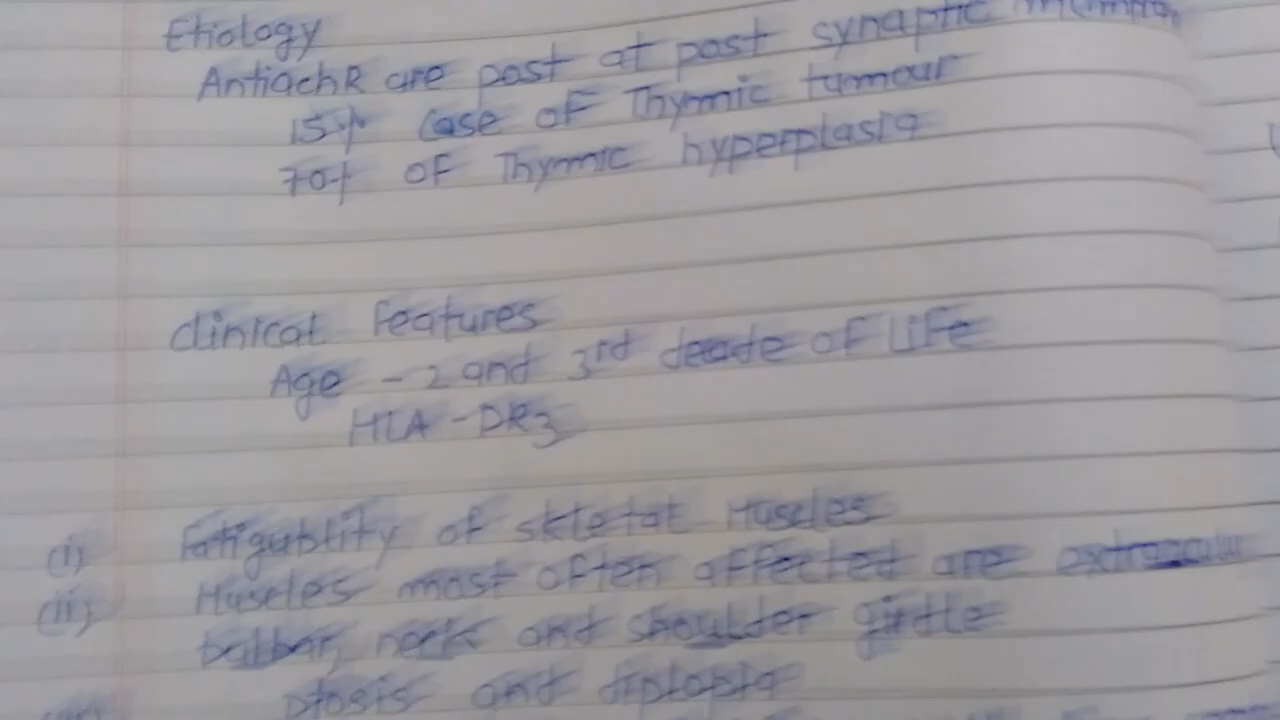 Etiology
AntiachR are post at post synaptic
15% case of Thymic tumour
70% of Thymic hyperplasia
clinical features
Age - 2 and 3rd decade of life
HLA - DR3
(i) Fatigubility of skletat Muscles
(ii) Muscles most often affected are
bulbar, neck and shoulder girdle
ptosis and diplopia